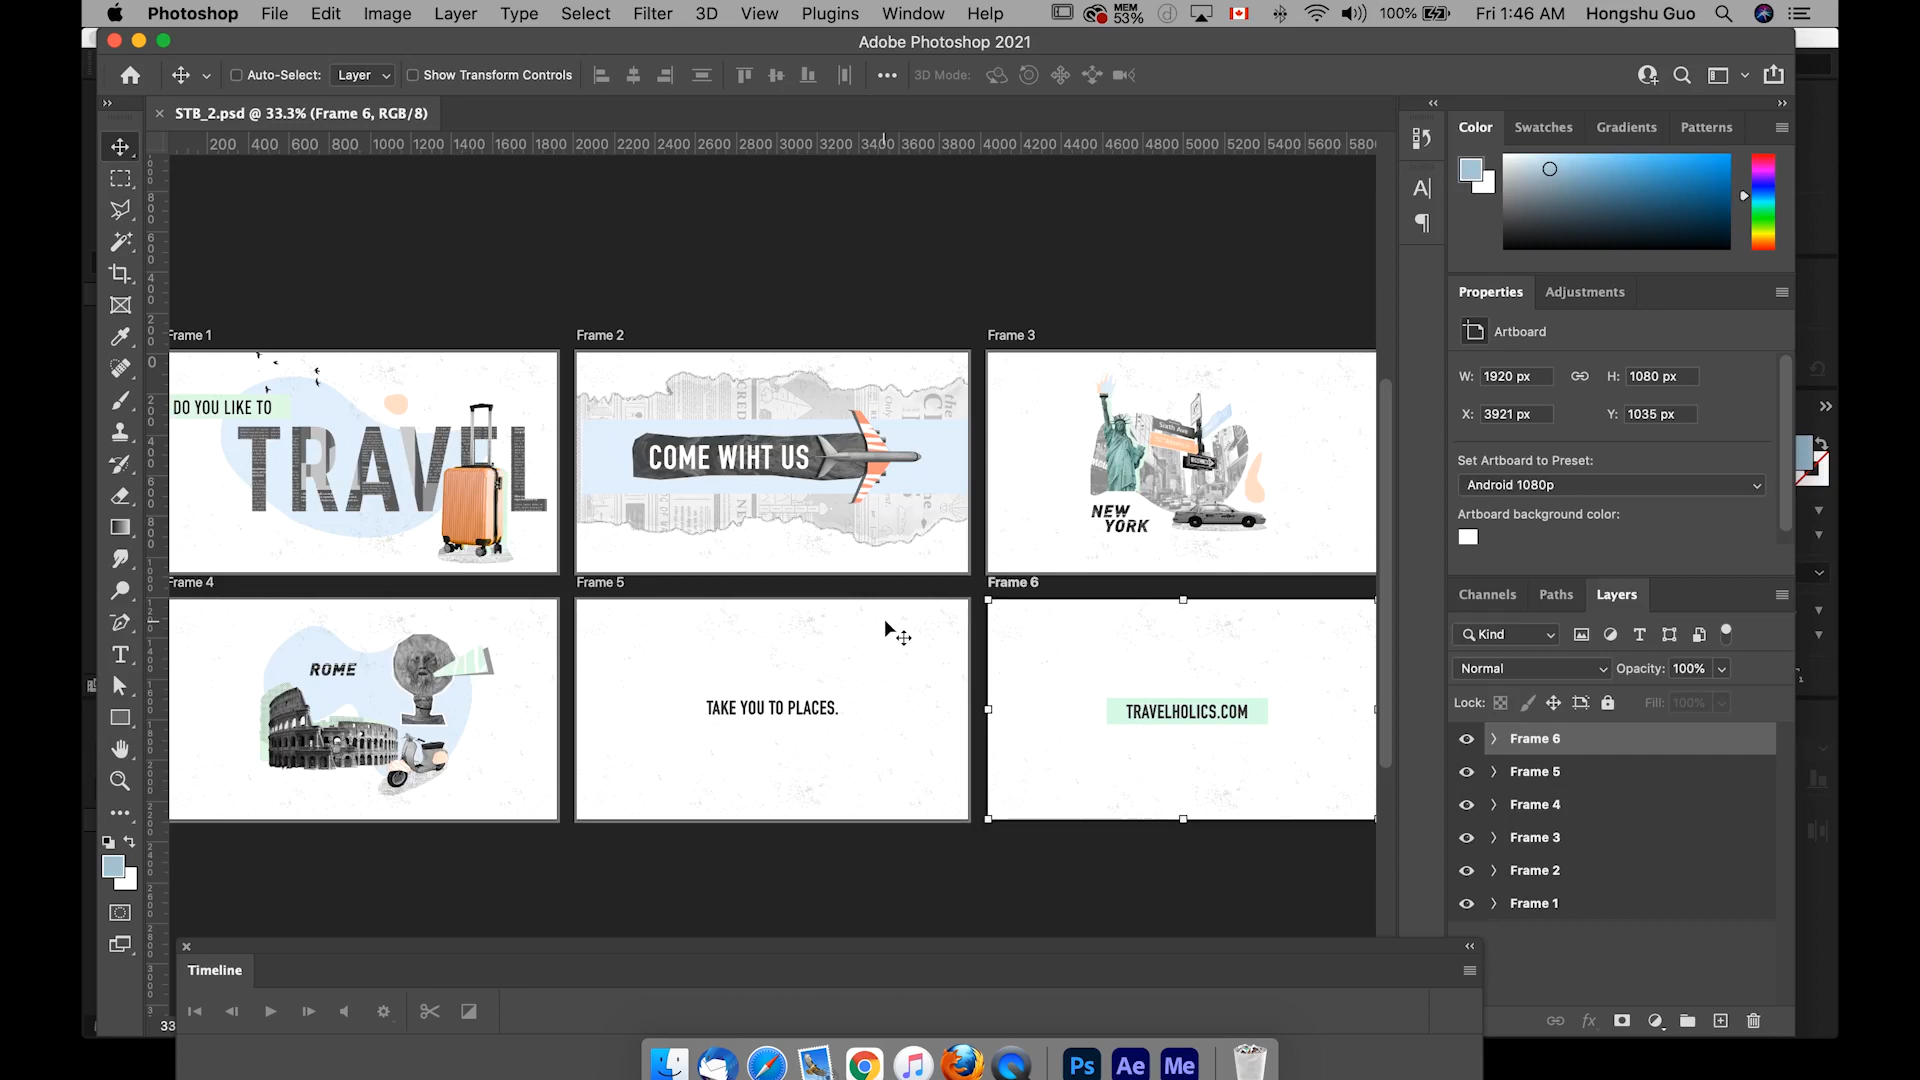 Photoshop File Edit Image Layer Type Select Filter 3D View Plugins Window Help MEM 53% 100% Fri 1:46 AM Hongshu Guo
Adobe Photoshop 2021
Auto-Select: Layer Show Transform Controls 3D Mode:
STB_2.psd @ 33.3% (Frame 6, RGB/8)
200 400 600 800 1000 1200 1400 1600 1800 2000 2200 2400 2600 2800 3000 3200 3400 3600 3800 4000 4200 4400 4600 4800 5000 5200 5400 5600 580
Color Swatches Gradients Patterns
Properties Adjustments
Artboard
W: 1920 px H: 1080 px
X: 3921 px Y: 1035 px
Set Artboard to Preset:
Android 1080p
Artboard background color:
Channels Paths Layers
Kind
Normal Opacity: 100%
Lock: Fill: 100%
Frame 6
Frame 5
Frame 4
Frame 3
Frame 2
Frame 1
Frame 1
DO YOU LIKE TO
TRAVEL
Frame 2
COME WIHT US
Frame 3
Sixth Ave
NEW
YORK
Frame 4
ROME
Frame 5
TAKE YOU TO PLACES.
Frame 6
TRAVELHOLICS.COM
33
Timeline
Ps Ae Me